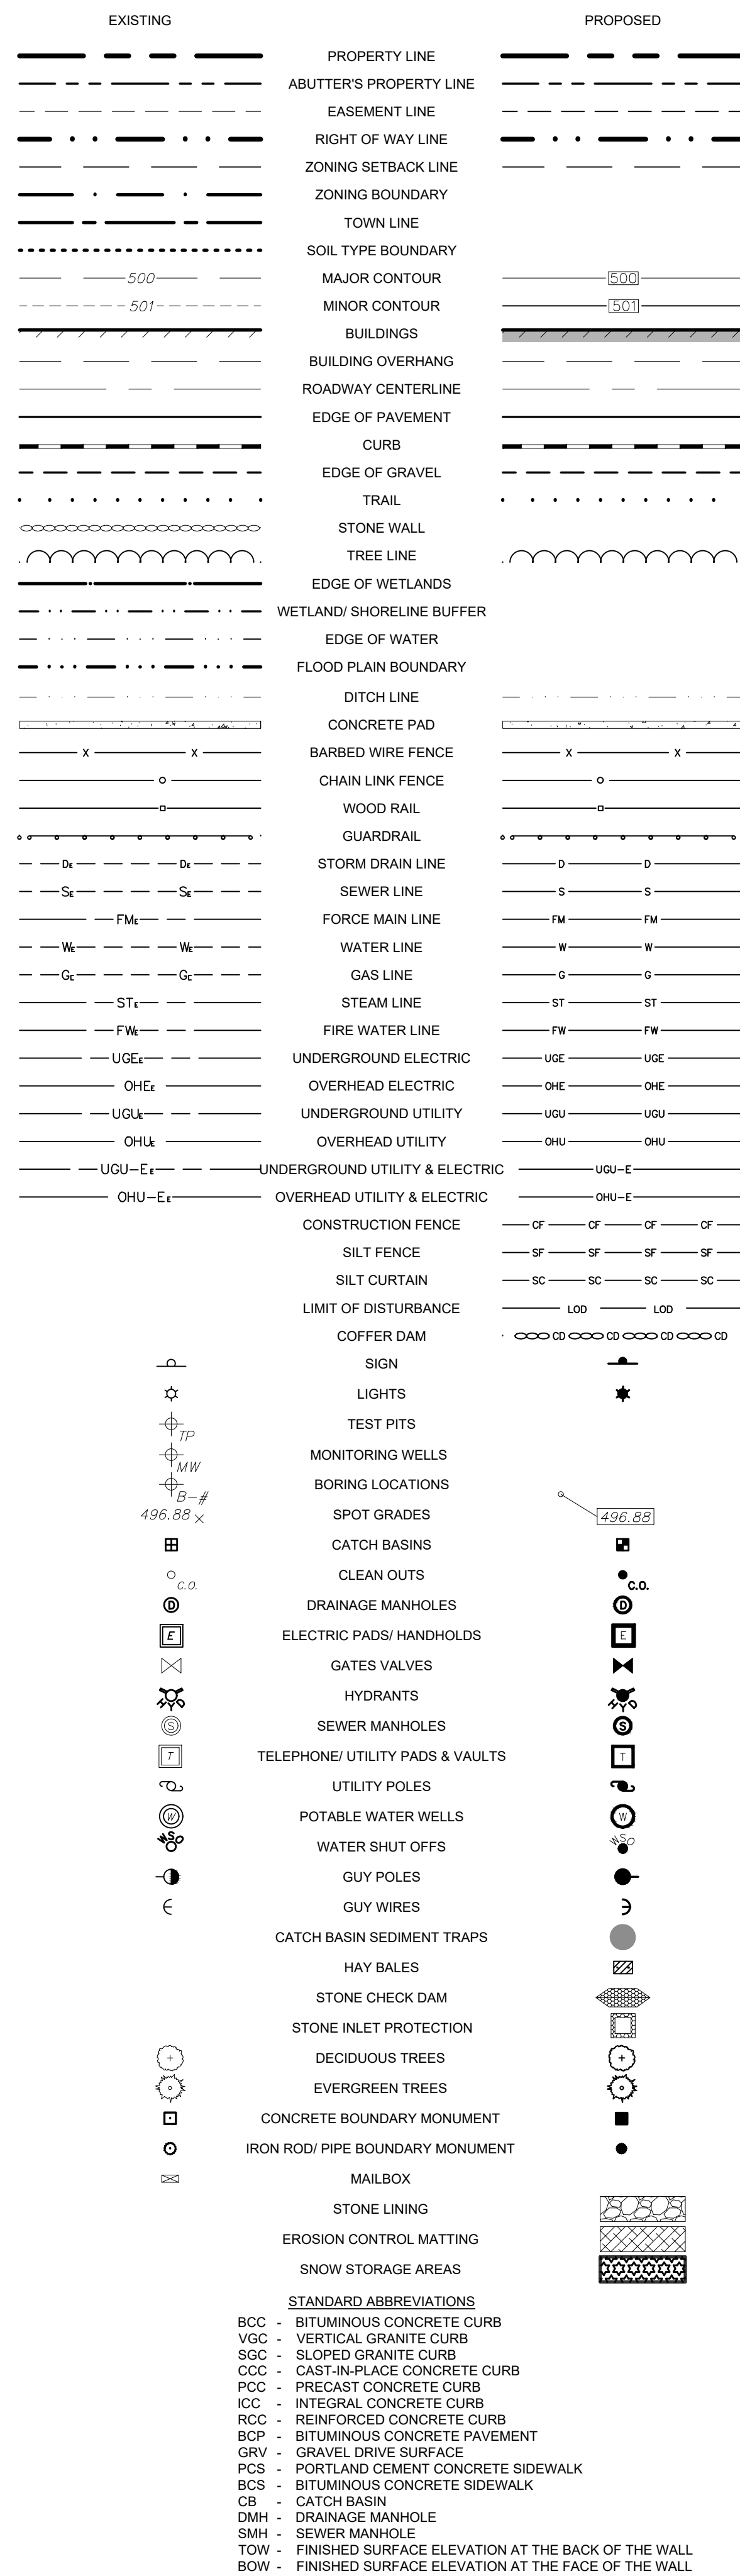 EXISTING PROPOSED
PROPERTY LINE
ABUTTER'S PROPERTY LINE
EASEMENT LINE
RIGHT OF WAY LINE
ZONING SETBACK LINE
ZONING BOUNDARY
TOWN LINE
SOIL TYPE BOUNDARY
500 MAJOR CONTOUR 500
501 MINOR CONTOUR 501
BUILDINGS
BUILDING OVERHANG
ROADWAY CENTERLINE
EDGE OF PAVEMENT
CURB
EDGE OF GRAVEL
TRAIL
STONE WALL
TREE LINE
EDGE OF WETLANDS
WETLAND/ SHORELINE BUFFER
EDGE OF WATER
FLOOD PLAIN BOUNDARY
DITCH LINE
CONCRETE PAD
X X BARBED WIRE FENCE X X
CHAIN LINK FENCE
WOOD RAIL
GUARDRAIL
DE DE STORM DRAIN LINE D D
SE SE SEWER LINE S S
FME FORCE MAIN LINE FM FM
WE WE WATER LINE W W
GE GE GAS LINE G G
STE STEAM LINE ST ST
FWE FIRE WATER LINE FW FW
UGEE UNDERGROUND ELECTRIC UGE UGE
OHEE OVERHEAD ELECTRIC OHE OHE
UGUE UNDERGROUND UTILITY UGU UGU
OHUE OVERHEAD UTILITY OHU OHU
UGU-EE UNDERGROUND UTILITY & ELECTRIC UGU-E
OHU-EE OVERHEAD UTILITY & ELECTRIC OHU-E
CONSTRUCTION FENCE CF CF CF CF
SILT FENCE SF SF SF SF
SILT CURTAIN SC SC SC SC
LIMIT OF DISTURBANCE LOD LOD
COFFER DAM CD CD CD CD
SIGN
LIGHTS
TP TEST PITS
MW MONITORING WELLS
B-# BORING LOCATIONS
496.88 SPOT GRADES 496.88
CATCH BASINS
C.O. CLEAN OUTS C.O.
D DRAINAGE MANHOLES D
E ELECTRIC PADS/ HANDHOLDS E
GATES VALVES
HYD HYDRANTS HYD
S SEWER MANHOLES S
T TELEPHONE/ UTILITY PADS & VAULTS T
UTILITY POLES
W POTABLE WATER WELLS W
WSO WATER SHUT OFFS WSO
GUY POLES
GUY WIRES
CATCH BASIN SEDIMENT TRAPS
HAY BALES
STONE CHECK DAM
STONE INLET PROTECTION
DECIDUOUS TREES
EVERGREEN TREES
CONCRETE BOUNDARY MONUMENT
IRON ROD/ PIPE BOUNDARY MONUMENT
MAILBOX
STONE LINING
EROSION CONTROL MATTING
SNOW STORAGE AREAS
STANDARD ABBREVIATIONS
BCC - BITUMINOUS CONCRETE CURB
VGC - VERTICAL GRANITE CURB
SGC - SLOPED GRANITE CURB
CCC - CAST-IN-PLACE CONCRETE CURB
PCC - PRECAST CONCRETE CURB
ICC - INTEGRAL CONCRETE CURB
RCC - REINFORCED CONCRETE CURB
BCP - BITUMINOUS CONCRETE PAVEMENT
GRV - GRAVEL DRIVE SURFACE
PCS - PORTLAND CEMENT CONCRETE SIDEWALK
BCS - BITUMINOUS CONCRETE SIDEWALK
CB - CATCH BASIN
DMH - DRAINAGE MANHOLE
SMH - SEWER MANHOLE
TOW - FINISHED SURFACE ELEVATION AT THE BACK OF THE WALL
BOW - FINISHED SURFACE ELEVATION AT THE FACE OF THE WALL